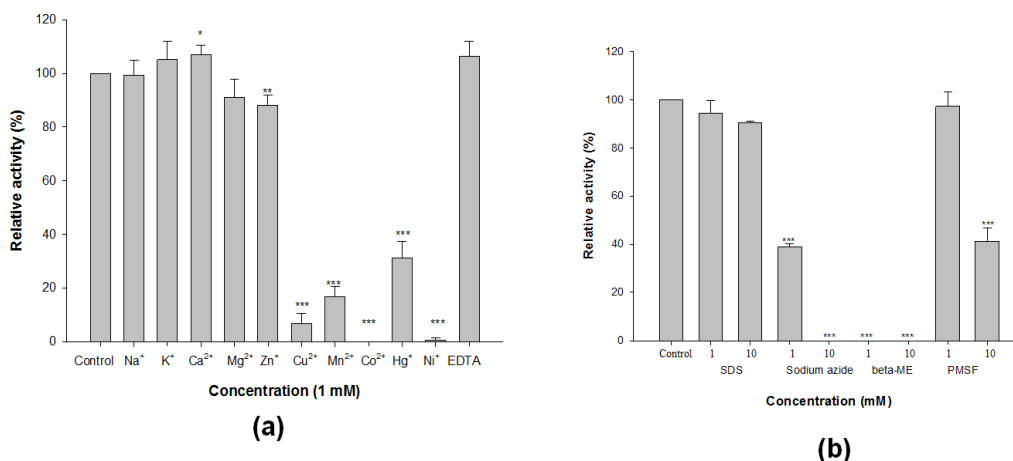 120
100
80
60
40
20
0
Relative activity (%)
*
**
***
***
***
***
***
Control Na⁺ K⁺ Ca²⁺ Mg²⁺ Zn⁺ Cu²⁺ Mn²⁺ Co²⁺ Hg⁺ Ni⁺ EDTA
Concentration (1 mM)
(a)
120
100
80
60
40
20
0
Relative activity (%)
***
***
***
***
***
Control 1 10 1 10 1 10 1 10
SDS Sodium azide beta-ME PMSF
Concentration (mM)
(b)